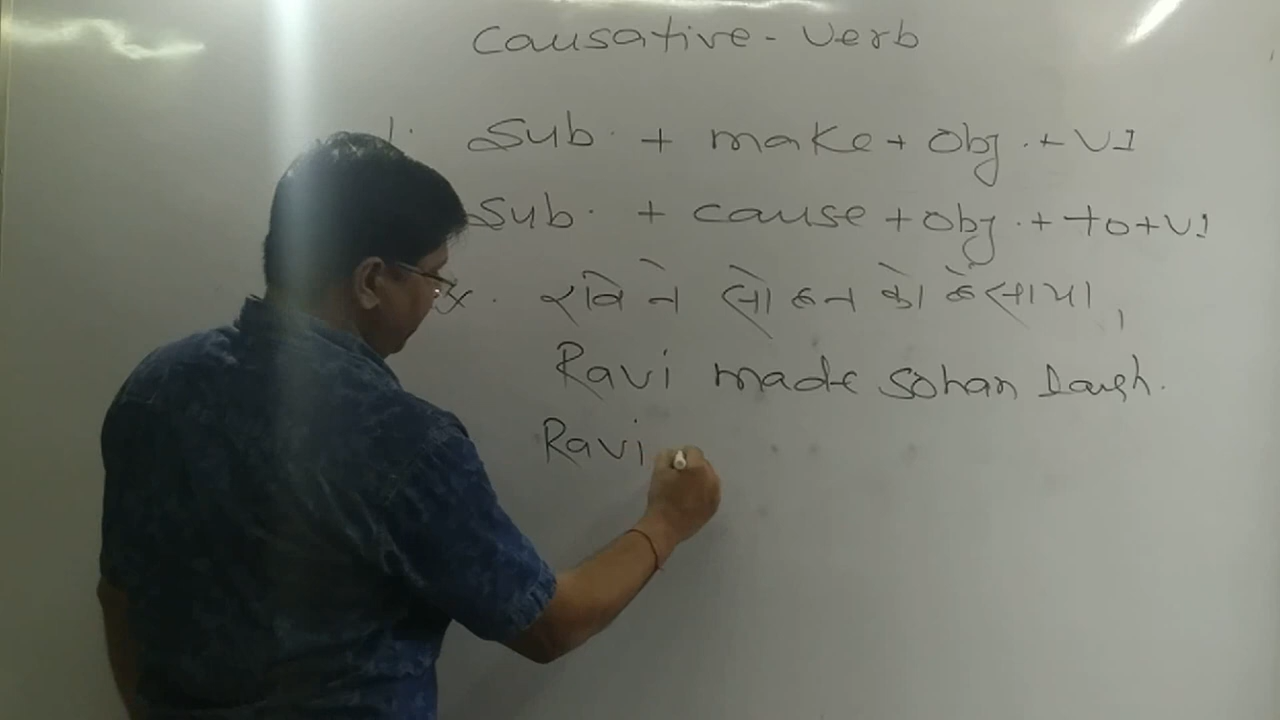 Causative - Verb
1. Sub. + make + Obj. + V1
Sub. + cause + Obj. + to + V1
x. रवि ने सोहन को हँसाया,
Ravi made Sohan Laugh.
Ravi